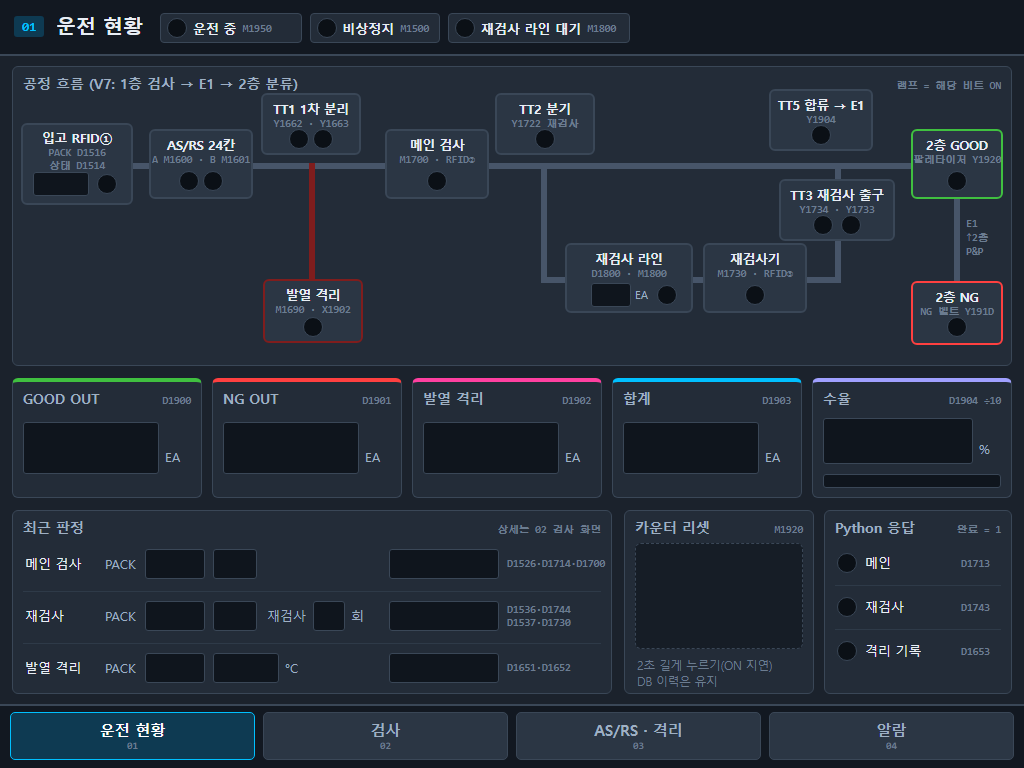 01 운전 현황
운전 중 M1950
비상정지 M1500
재검사 라인 대기 M1800
공정 흐름 (V7: 1층 검사 → E1 → 2층 분류)
램프 = 해당 비트 ON
입고 RFID①
PACK D1516
상태 D1514
AS/RS 24칸
A M1600 · B M1601
TT1 1차 분리
Y1662 · Y1663
메인 검사
M1700 · RFID②
TT2 분기
Y1722 재검사
TT5 합류 → E1
Y1904
2층 GOOD
팔레타이저 Y1920
TT3 재검사 출구
Y1734 · Y1733
E1
↑2층
P&P
재검사 라인
D1800 · M1800
EA
재검사기
M1730 · RFID③
발열 격리
M1690 · X1902
2층 NG
NG 벨트 Y191D
GOOD OUT D1900
EA
NG OUT D1901
EA
발열 격리 D1902
EA
합계 D1903
EA
수율 D1904 ÷10
%
최근 판정
상세는 02 검사 화면
메인 검사 PACK D1526·D1714·D1700
재검사 PACK 재검사 회 D1536·D1744
D1537·D1730
발열 격리 PACK °C D1651·D1652
카운터 리셋 M1920
2초 길게 누르기(ON 지연)
DB 이력은 유지
Python 응답 완료 = 1
메인 D1713
재검사 D1743
격리 기록 D1653
운전 현황
01
검사
02
AS/RS · 격리
03
알람
04